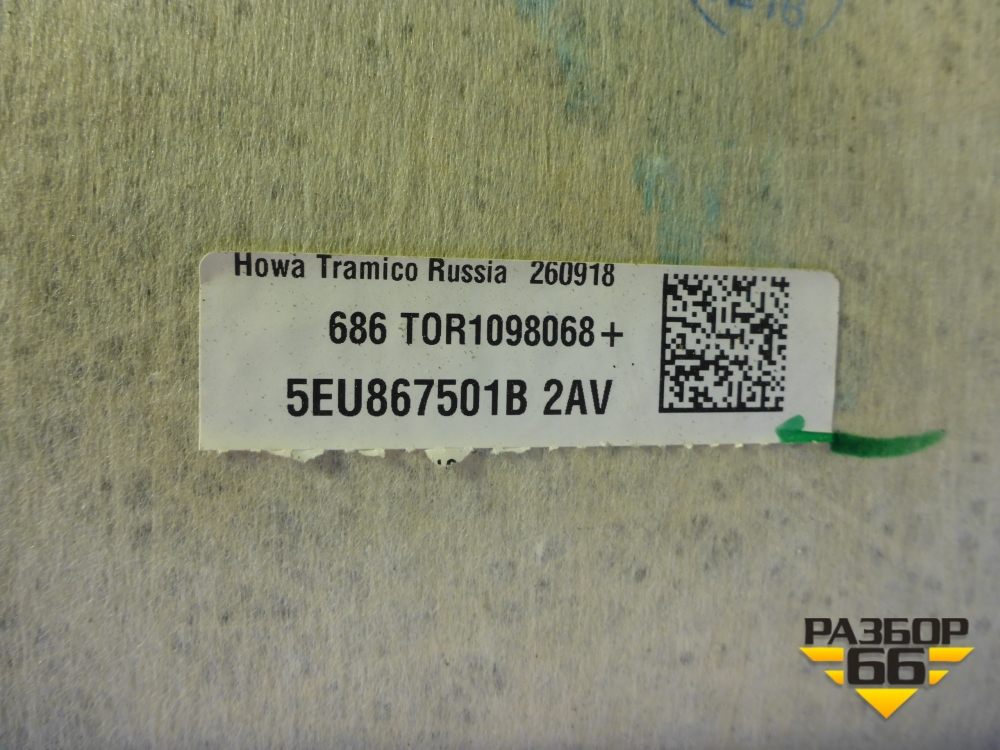 Howa Tramico Russia 260918
686 TOR1098068+
5EU867501B 2AV
РАЗБОР
66